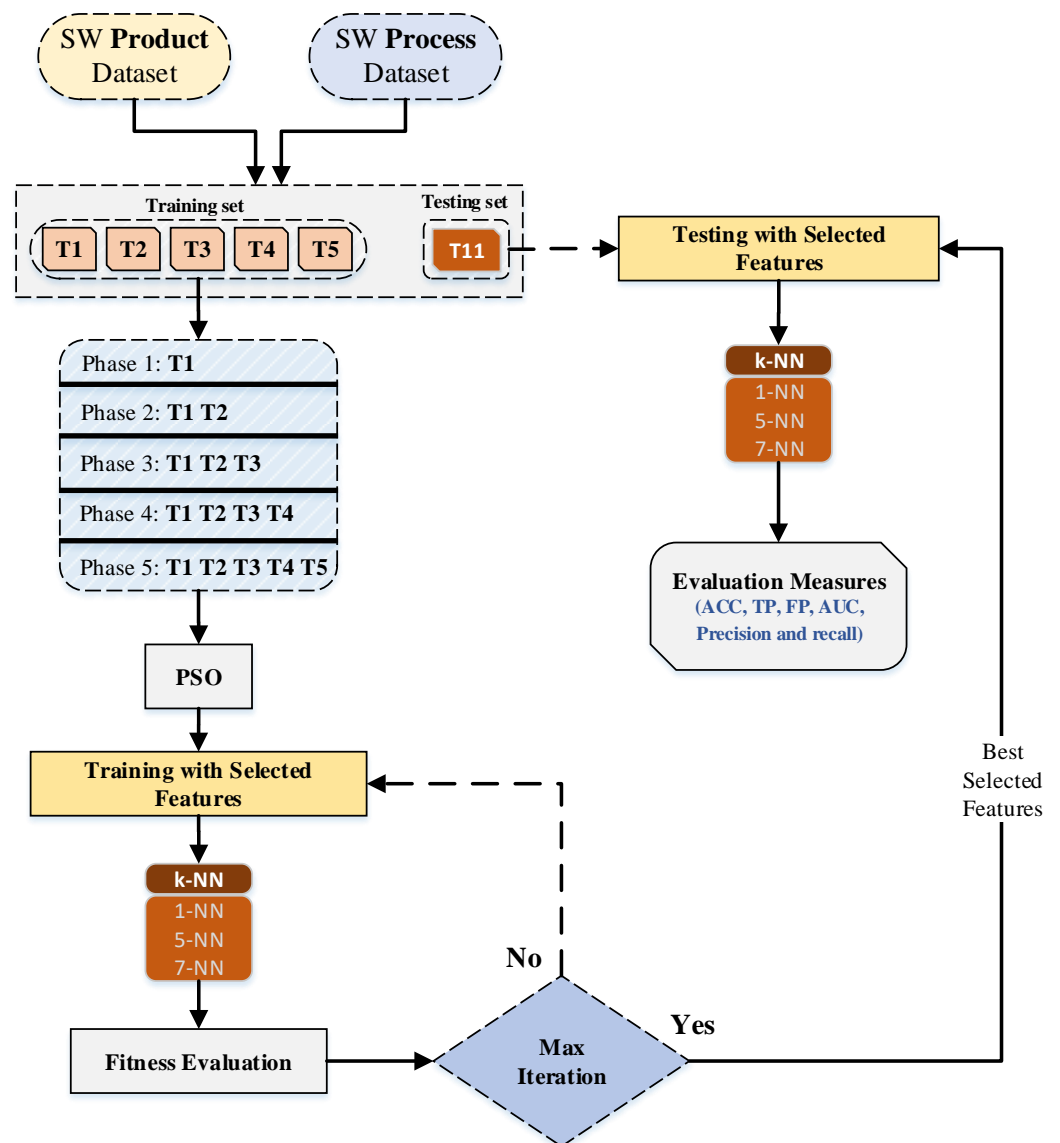 SW Product
Dataset
SW Process
Dataset
Training set
Testing set
T1
T2
T3
T4
T5
T11
Testing with Selected
Features
Phase 1: T1
Phase 2: T1 T2
Phase 3: T1 T2 T3
Phase 4: T1 T2 T3 T4
Phase 5: T1 T2 T3 T4 T5
k-NN
1-NN
5-NN
7-NN
Evaluation Measures
(ACC, TP, FP, AUC,
Precision and recall)
PSO
Training with Selected
Features
Best
Selected
Features
k-NN
1-NN
5-NN
7-NN
No
Yes
Fitness Evaluation
Max
Iteration